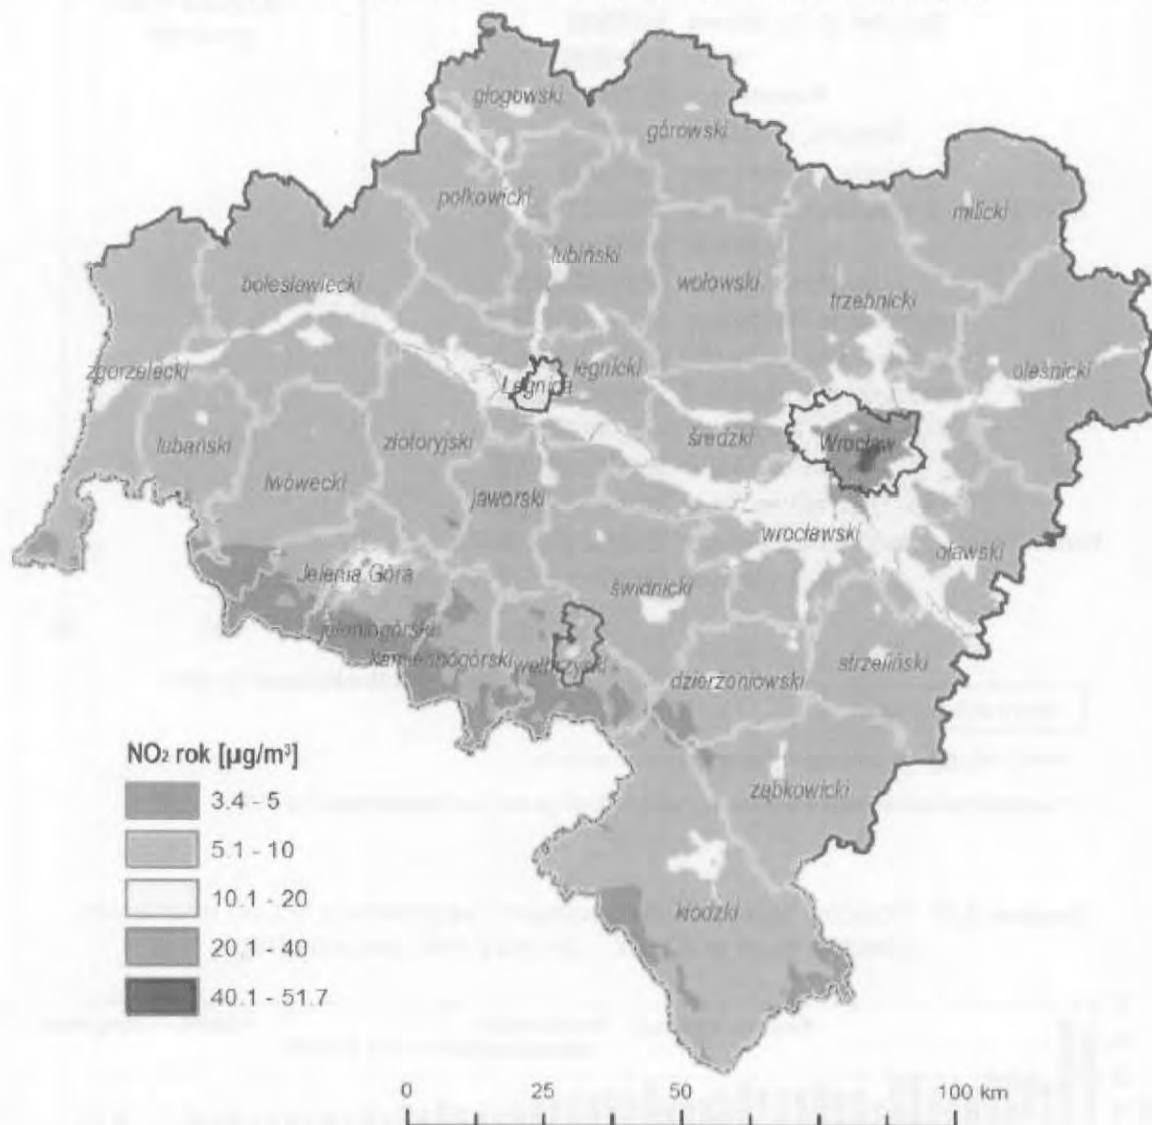 głogowski
górowski
milicki
polkowicki
lubiński
bolesławiecki
wołowski
trzebnicki
zgorzelecki
Legnica
legnicki
oleśnicki
lubański
złotoryjski
średzki
Wrocław
lwówecki
jaworski
wrocławski
oławski
Jelenia Góra
świdnicki
jeleniogórski
kamiennogórski
wałbrzyski
dzierżoniowski
strzeliński
NO₂ rok [µg/m³]
3.4 - 5
5.1 - 10
10.1 - 20
20.1 - 40
40.1 - 51.7
ząbkowicki
kłodzki
0 25 50 100 km